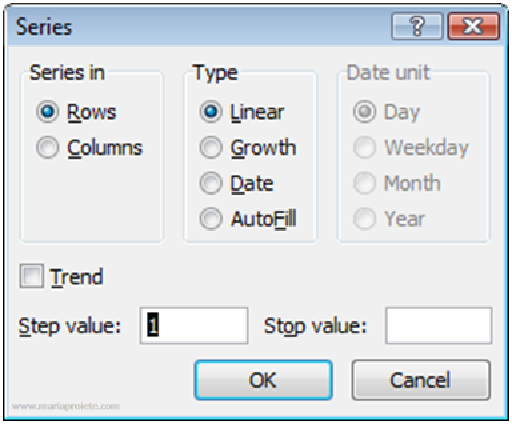 Series
Series in
Rows
Columns
Type
Linear
Growth
Date
AutoFill
Date unit
Day
Weekday
Month
Year
Trend
Step value: 1
Stop value:
OK
Cancel
www.mariaprolete.com